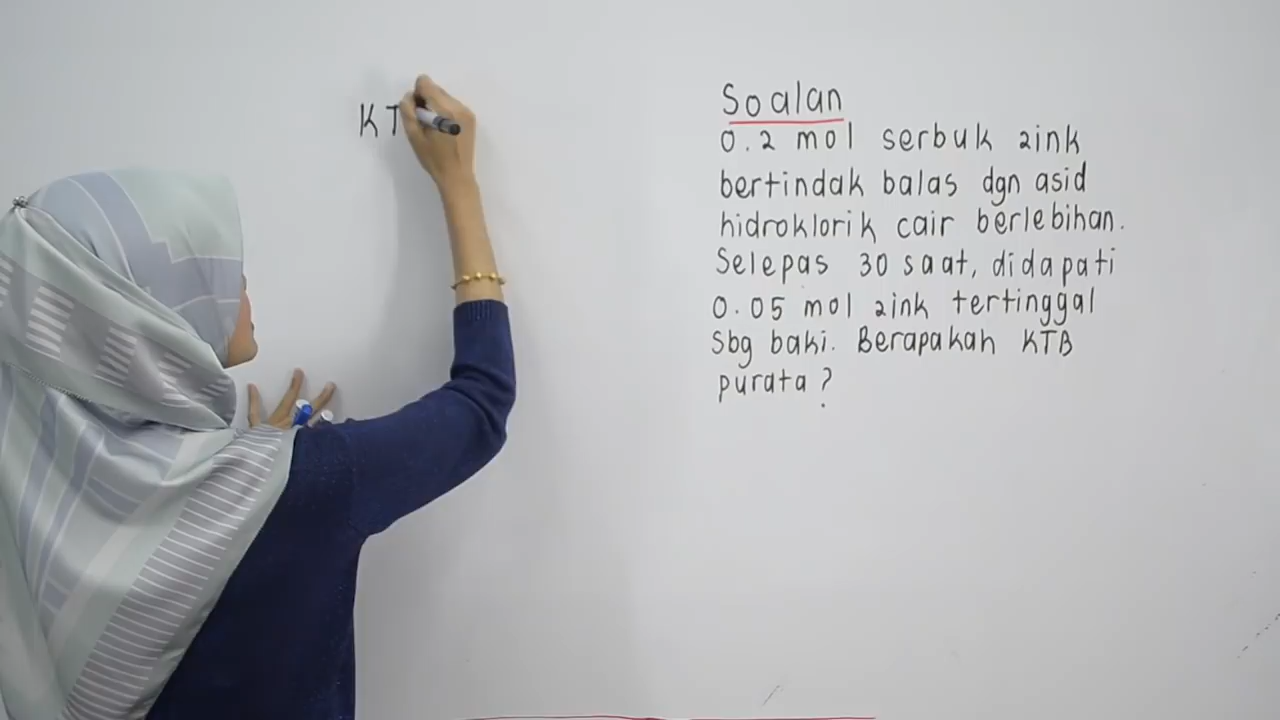 KT
Soalan
0.2 mol serbuk zink
bertindak balas dgn asid
hidroklorik cair berlebihan.
Selepas 30 saat, didapati
0.05 mol zink tertinggal
sbg baki. Berapakah KTB
purata?